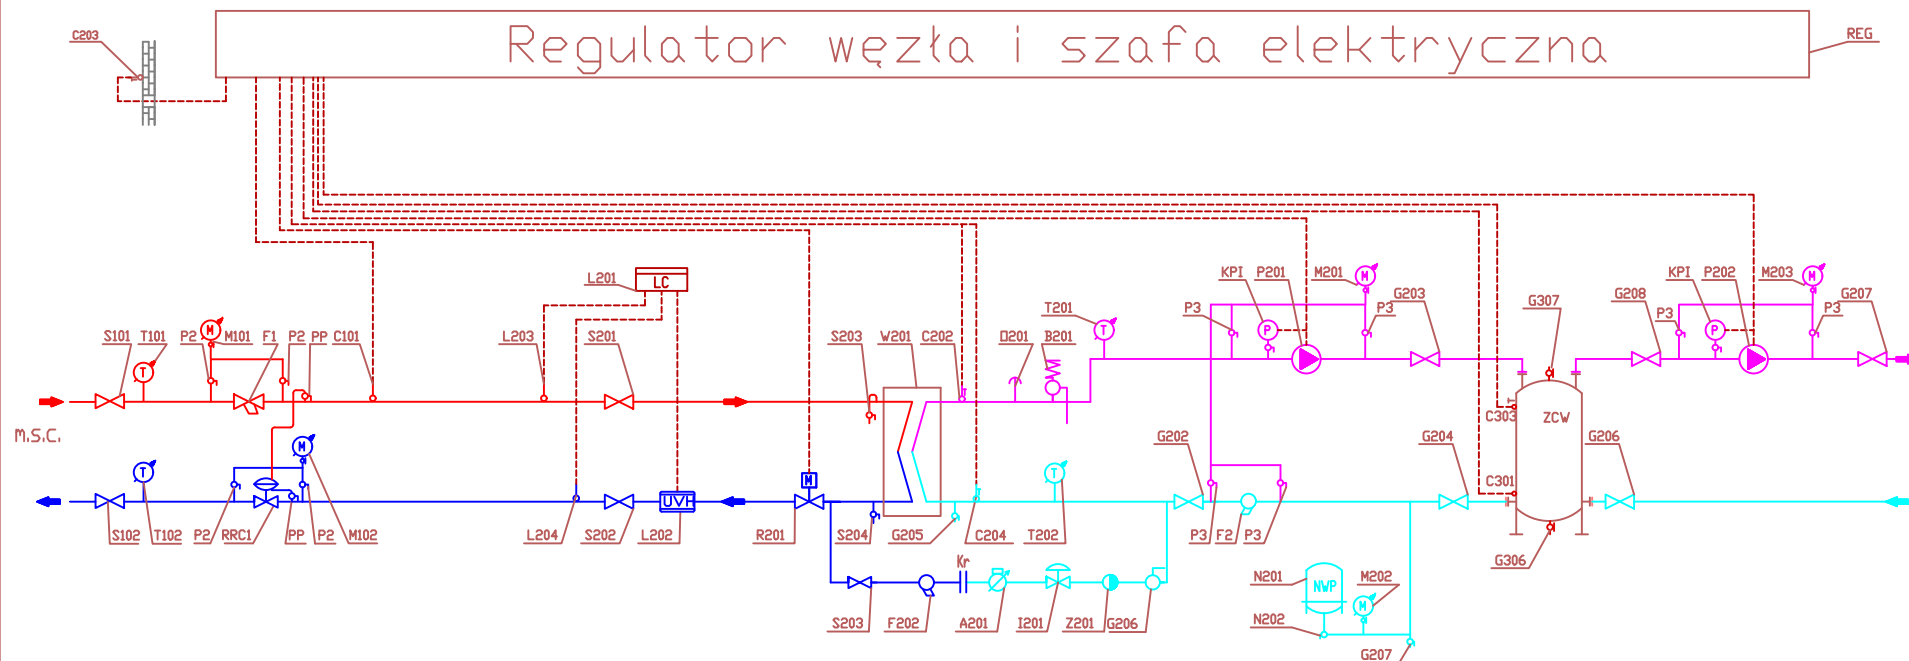 C203
Regulator węzła i szafa elektryczna
REG
L201
LC
KPI P201 M201 M
KPI P202 M203 M
G203
G307
G208
G207
T201
P3
P3
P3
P3
S101 T101 P2 M M101 F1 P2 PP C101
L203 S201
S203 W201 C202
D201 B201
T
P
P
T
M.S.C.
C303
ZCW
G202
G204
G206
M
T
T
C301
M
UVH
S102 T102 P2 RRC1 PP P2 M102
L204 S202 L202
R201 S204 G205 C204 T202
P3 F2 P3
G306
Kr
N201
NWP
M202
M
S203 F202 A201 I201 Z201 G206
N202
G207